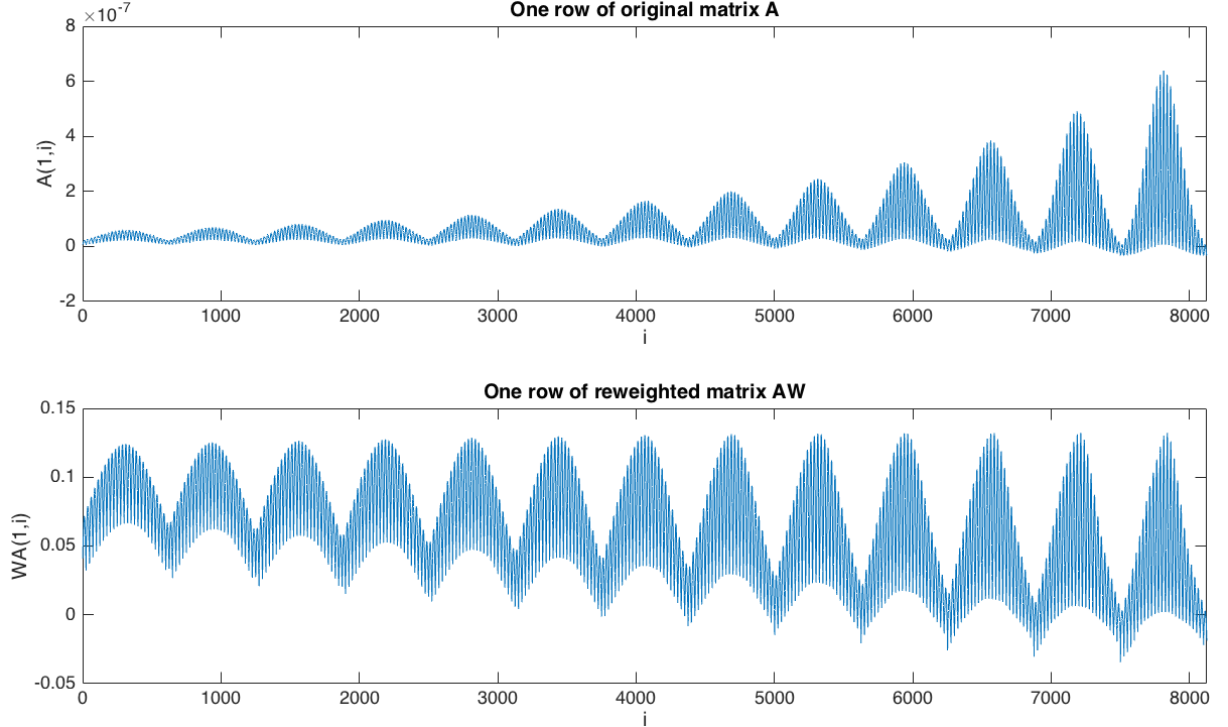 One row of original matrix A
×10-7
8
6
4
2
0
-2
A(1,i)
0 1000 2000 3000 4000 5000 6000 7000 8000
i
One row of reweighted matrix AW
0.15
0.1
0.05
0
-0.05
WA(1,i)
0 1000 2000 3000 4000 5000 6000 7000 8000
i